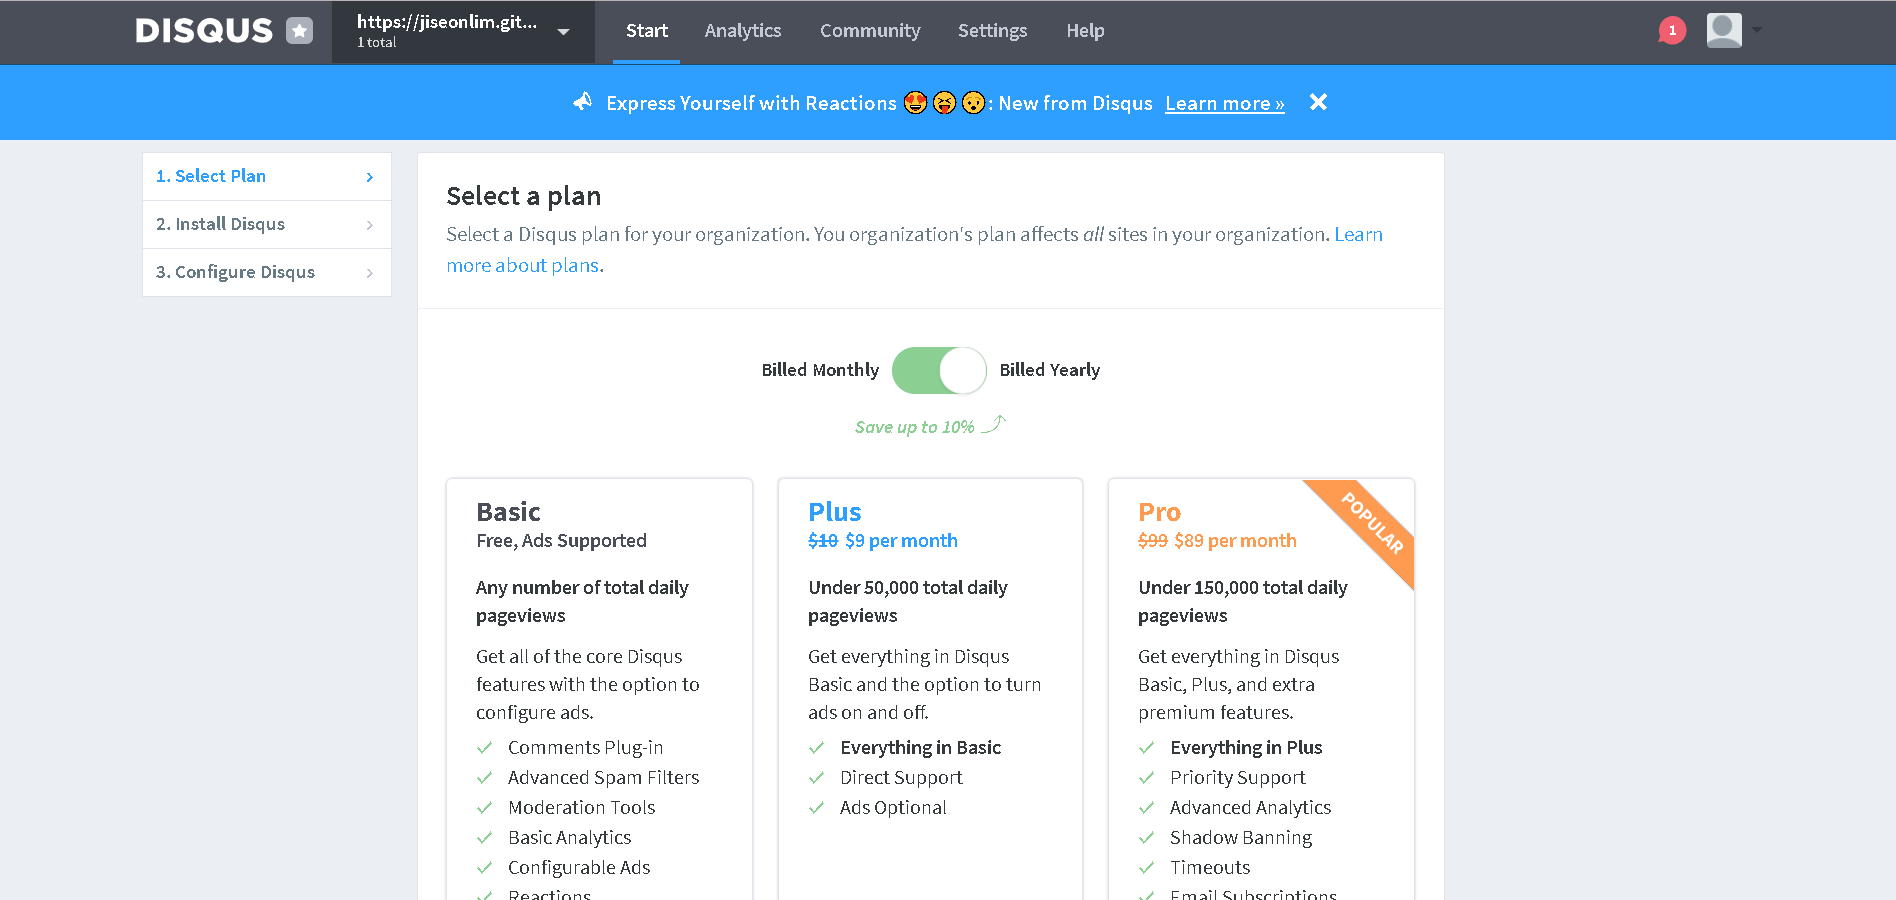 DISQUS
https://jiseonlim.git...
1 total
Start
Analytics
Community
Settings
Help
1
Express Yourself with Reactions 😍😝😯: New from Disqus Learn more »
1. Select Plan
2. Install Disqus
3. Configure Disqus
Select a plan
Select a Disqus plan for your organization. You organization's plan affects all sites in your organization. Learn
more about plans.
Billed Monthly
Billed Yearly
Save up to 10%
Basic
Free, Ads Supported
Any number of total daily
pageviews
Get all of the core Disqus
features with the option to
configure ads.
Comments Plug-in
Advanced Spam Filters
Moderation Tools
Basic Analytics
Configurable Ads
Reactions
Plus
$10 $9 per month
Under 50,000 total daily
pageviews
Get everything in Disqus
Basic and the option to turn
ads on and off.
Everything in Basic
Direct Support
Ads Optional
Pro
POPULAR
$99 $89 per month
Under 150,000 total daily
pageviews
Get everything in Disqus
Basic, Plus, and extra
premium features.
Everything in Plus
Priority Support
Advanced Analytics
Shadow Banning
Timeouts
Email Subscriptions